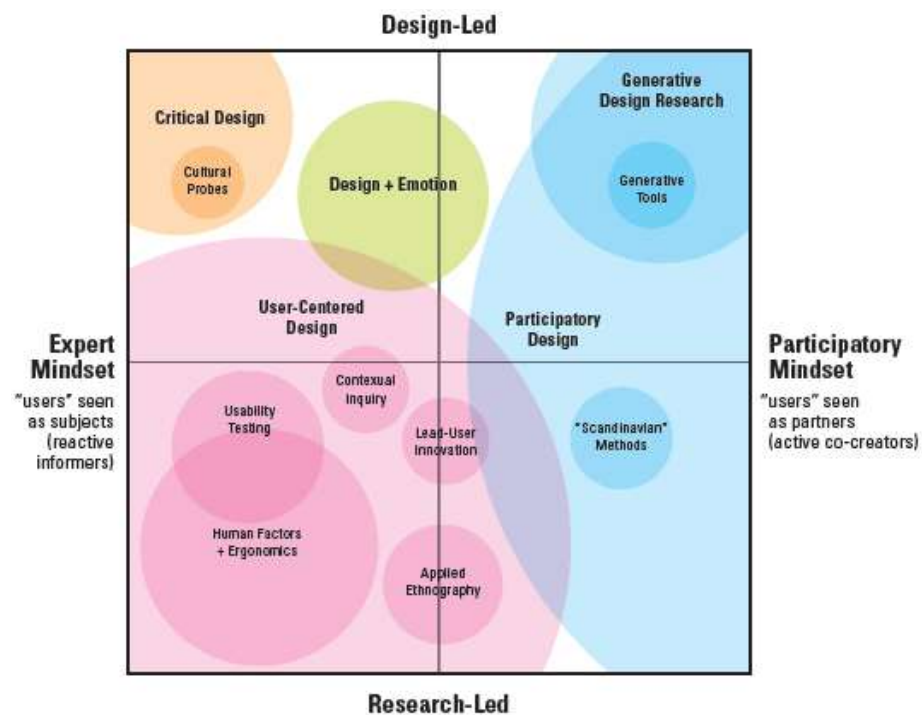 Design-Led
Generative
Design Research
Critical Design
Cultural
Probes
Design + Emotion
Generative
Tools
User-Centered
Design
Participatory
Design
Expert
Mindset
"users" seen
as subjects
(reactive
informers)
Participatory
Mindset
"users" seen
as partners
(active co-creators)
Contexual
Inquiry
Usability
Testing
Lead-User
Innovation
"Scandinavian"
Methods
Human Factors
+ Ergonomics
Applied
Ethnography
Research-Led